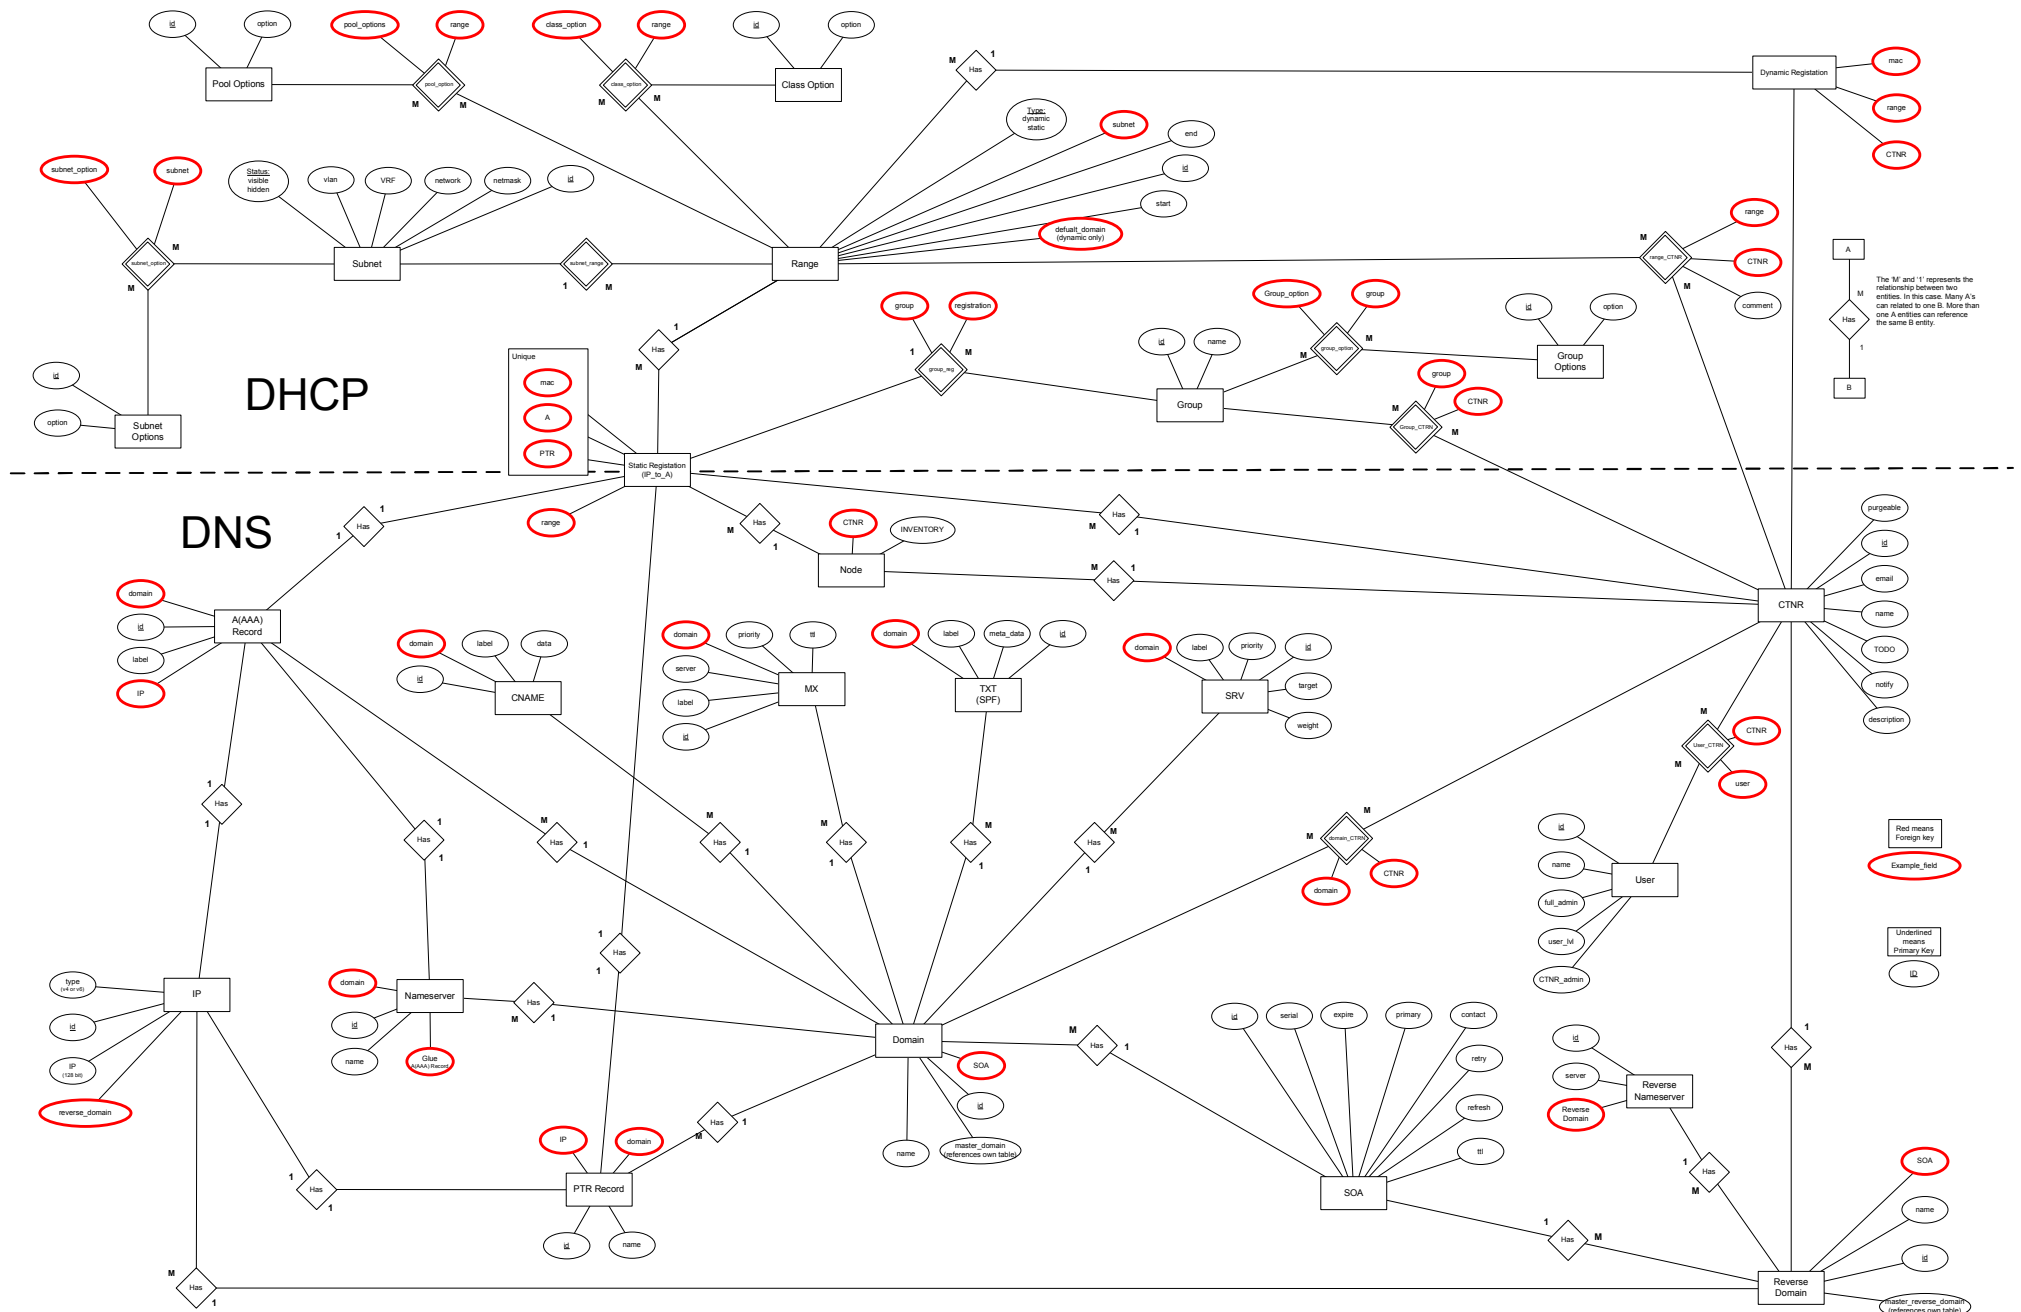 id
option
pool_options
range
class_option
range
id
option
Pool Options
pool_option
M
M
class_option
M
M
Class Option
M
1
Has
Dynamic Registation
mac
range
CTNR
Type:
dynamic
static
subnet
end
id
start
defualt_domain
(dynamic only)
subnet_option
subnet
Status:
visible
hidden
vlan
VRF
network
netmask
id
subnet_option
M
M
Subnet
subnet_range
1
M
Range
M
range_CTNR
M
range
CTNR
comment
A
M
Has
1
B
The 'M' and '1' represents the
relationship between two
entities. In this case. Many A's
can related to one B. More than
one A entities can reference
the same B entity.
id
option
Subnet
Options
DHCP
1
Has
M
Unique
mac
A
PTR
group
registration
1
M
group_reg
id
name
Group
Group_option
group
group_option
M
M
id
option
Group
Options
group
CTNR
M
Group_CTRN
M
Static Registation
(IP_to_A)
range
DNS
1
Has
1
Has
M
1
CTNR
INVENTORY
Node
Has
M
1
M
Has
1
purgeable
id
email
name
TODO
notify
description
CTNR
domain
id
label
IP
A(AAA)
Record
domain
id
label
data
CNAME
domain
priority
ttl
server
label
id
MX
domain
label
meta_data
id
TXT
(SPF)
domain
label
priority
id
target
weight
SRV
M
User_CTRN
M
CTNR
user
1
Has
1
1
Has
1
M
Has
1
M
Has
1
M
Has
1
M
Has
1
M
Has
1
M
domain_CTRN
M
domain
CTNR
id
name
full_admin
user_lvl
CTNR_admin
User
Red means
Foreign key
Example_field
Underlined
means
Primary Key
ID
1
Has
1
type
(v4 or v6)
id
IP
(128 bit)
reverse_domain
IP
domain
id
name
Glue
A(AAA) Record
Nameserver
Has
M
1
Domain
SOA
id
master_domain
(references own table)
name
M
Has
1
id
serial
expire
primary
contact
retry
refresh
ttl
SOA
id
server
Reverse
Domain
Reverse
Nameserver
1
Has
M
1
Has
M
Has
M
1
IP
domain
PTR Record
id
name
1
Has
1
1
Has
M
SOA
name
id
master_reverse_domain
(references own table)
Reverse
Domain
M
Has
1